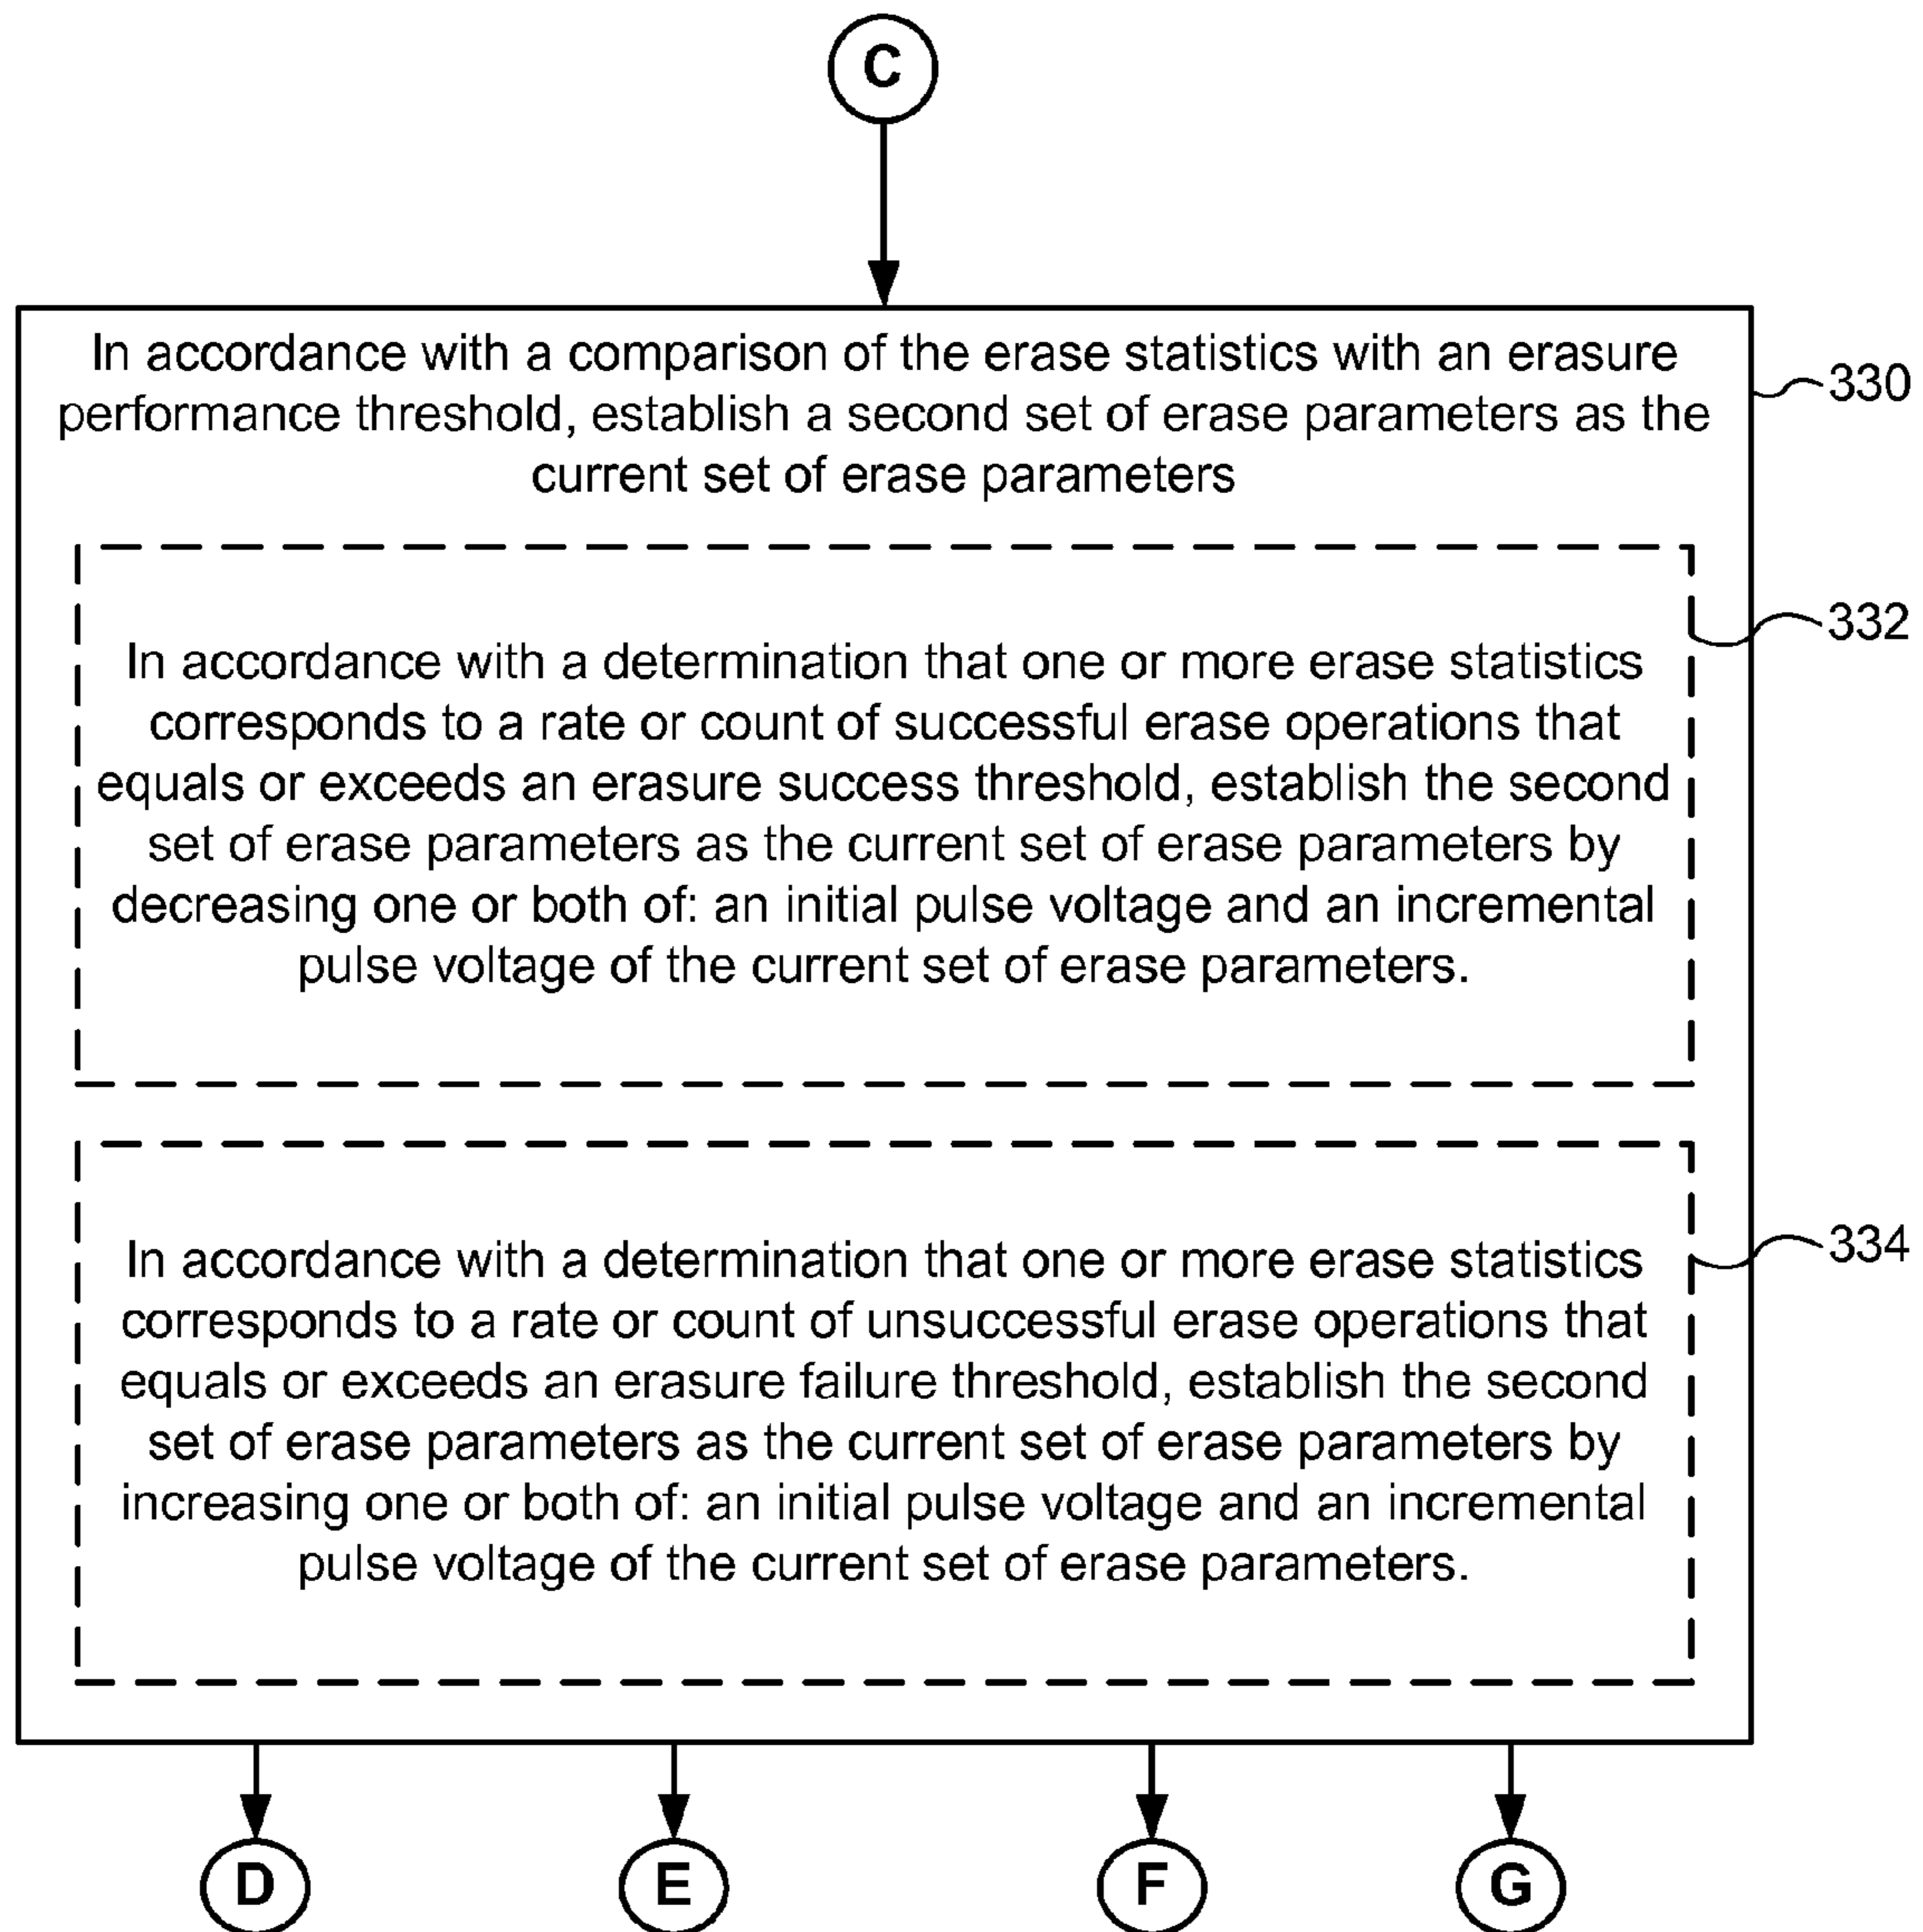 C
In accordance with a comparison of the erase statistics with an erasure
performance threshold, establish a second set of erase parameters as the
current set of erase parameters
330
In accordance with a determination that one or more erase statistics
corresponds to a rate or count of successful erase operations that
equals or exceeds an erasure success threshold, establish the second
set of erase parameters as the current set of erase parameters by
decreasing one or both of: an initial pulse voltage and an incremental
pulse voltage of the current set of erase parameters.
332
In accordance with a determination that one or more erase statistics
corresponds to a rate or count of unsuccessful erase operations that
equals or exceeds an erasure failure threshold, establish the second
set of erase parameters as the current set of erase parameters by
increasing one or both of: an initial pulse voltage and an incremental
pulse voltage of the current set of erase parameters.
334
D
E
F
G